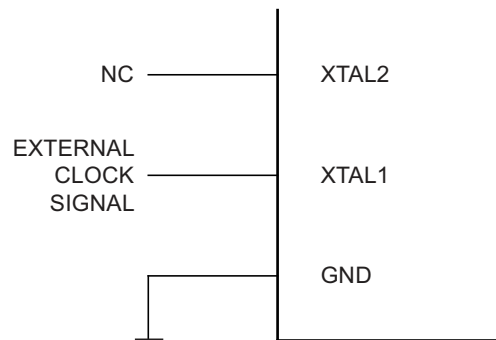 NC
XTAL2
EXTERNAL
CLOCK
SIGNAL
XTAL1
GND